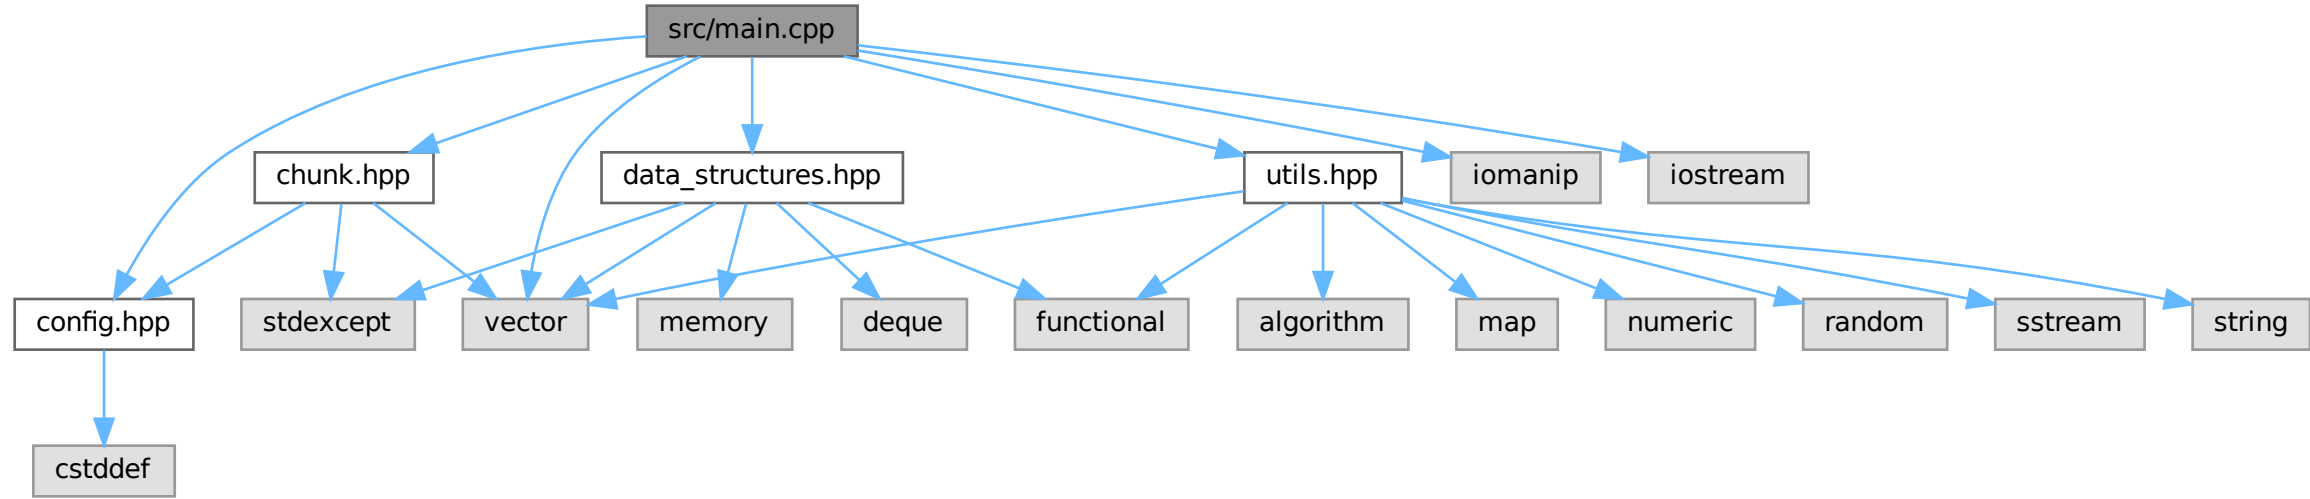 src/main.cpp
chunk.hpp
data_structures.hpp
utils.hpp
iomanip
iostream
config.hpp
stdexcept
vector
memory
deque
functional
algorithm
map
numeric
random
sstream
string
cstddef